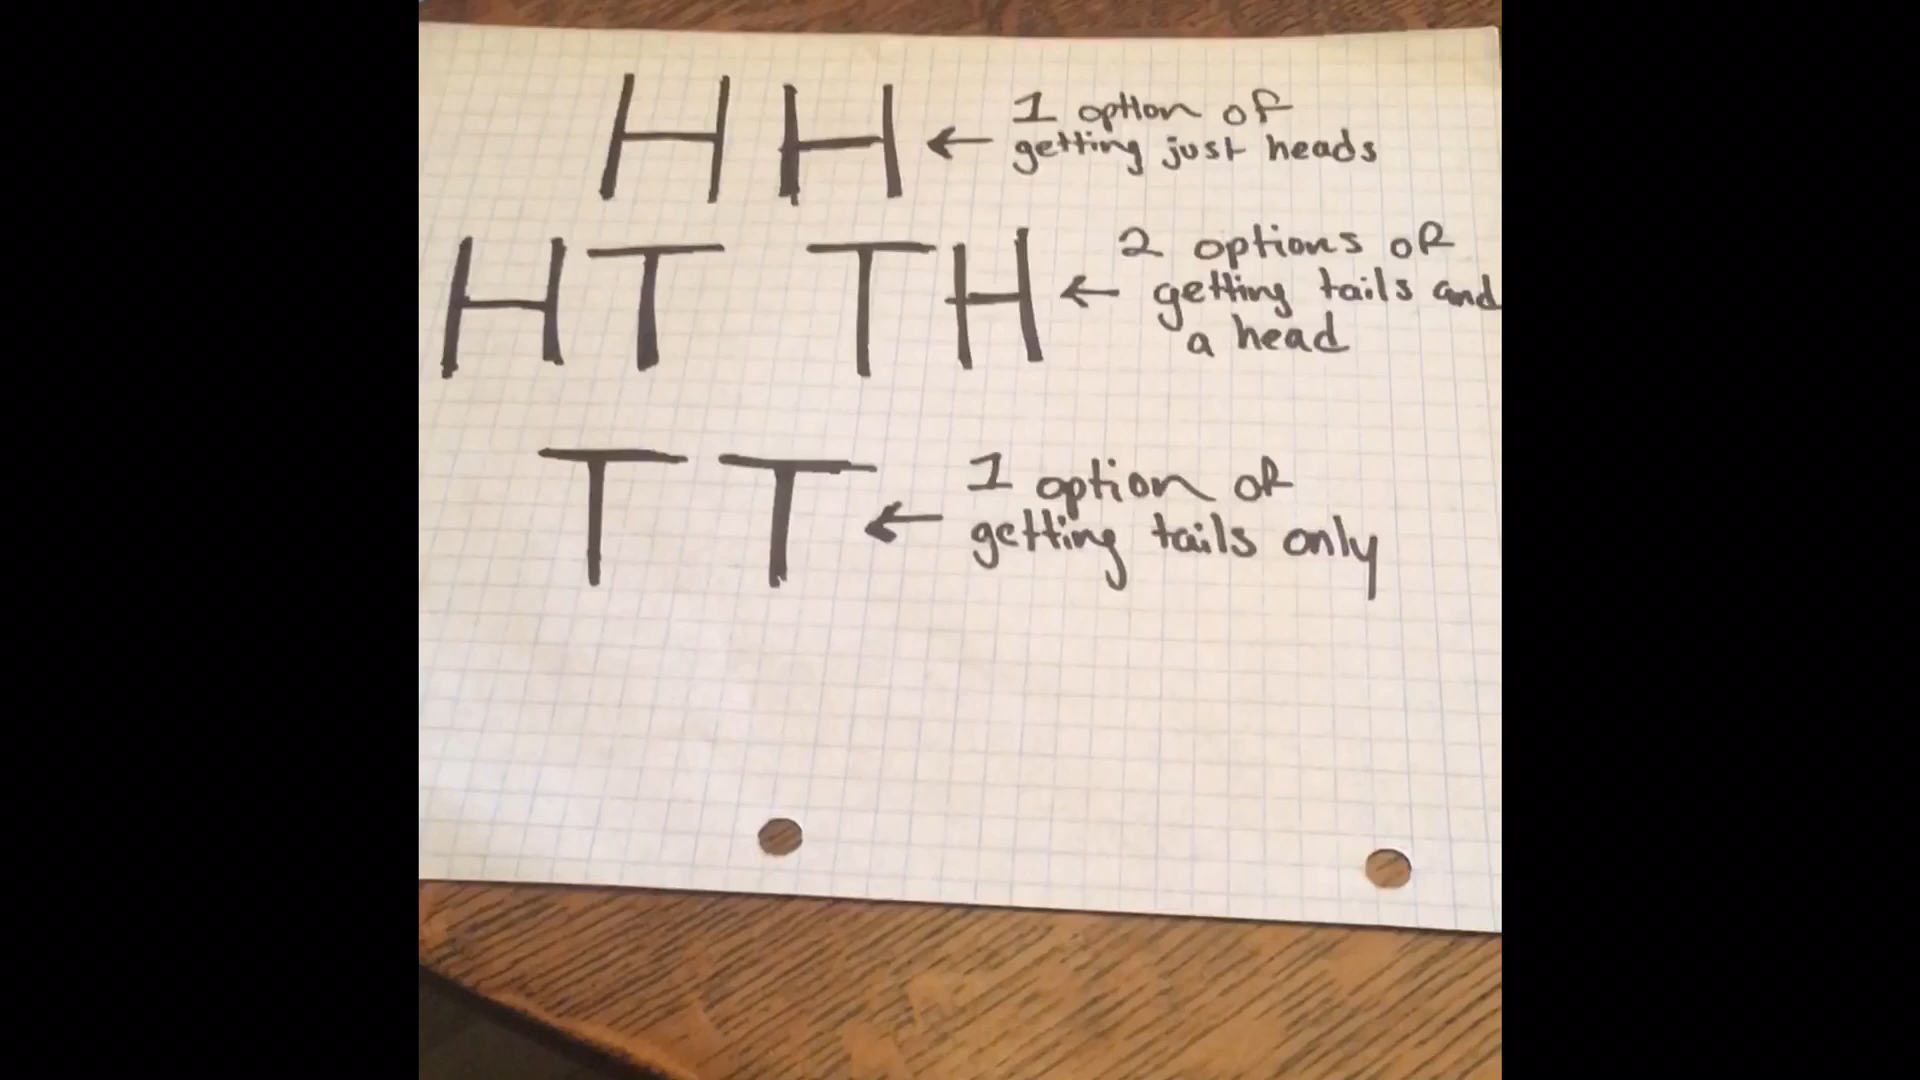 H H ← 1 option of
getting just heads
HT TH ← 2 options of
getting tails and
a head
TT ← 1 option of
getting tails only